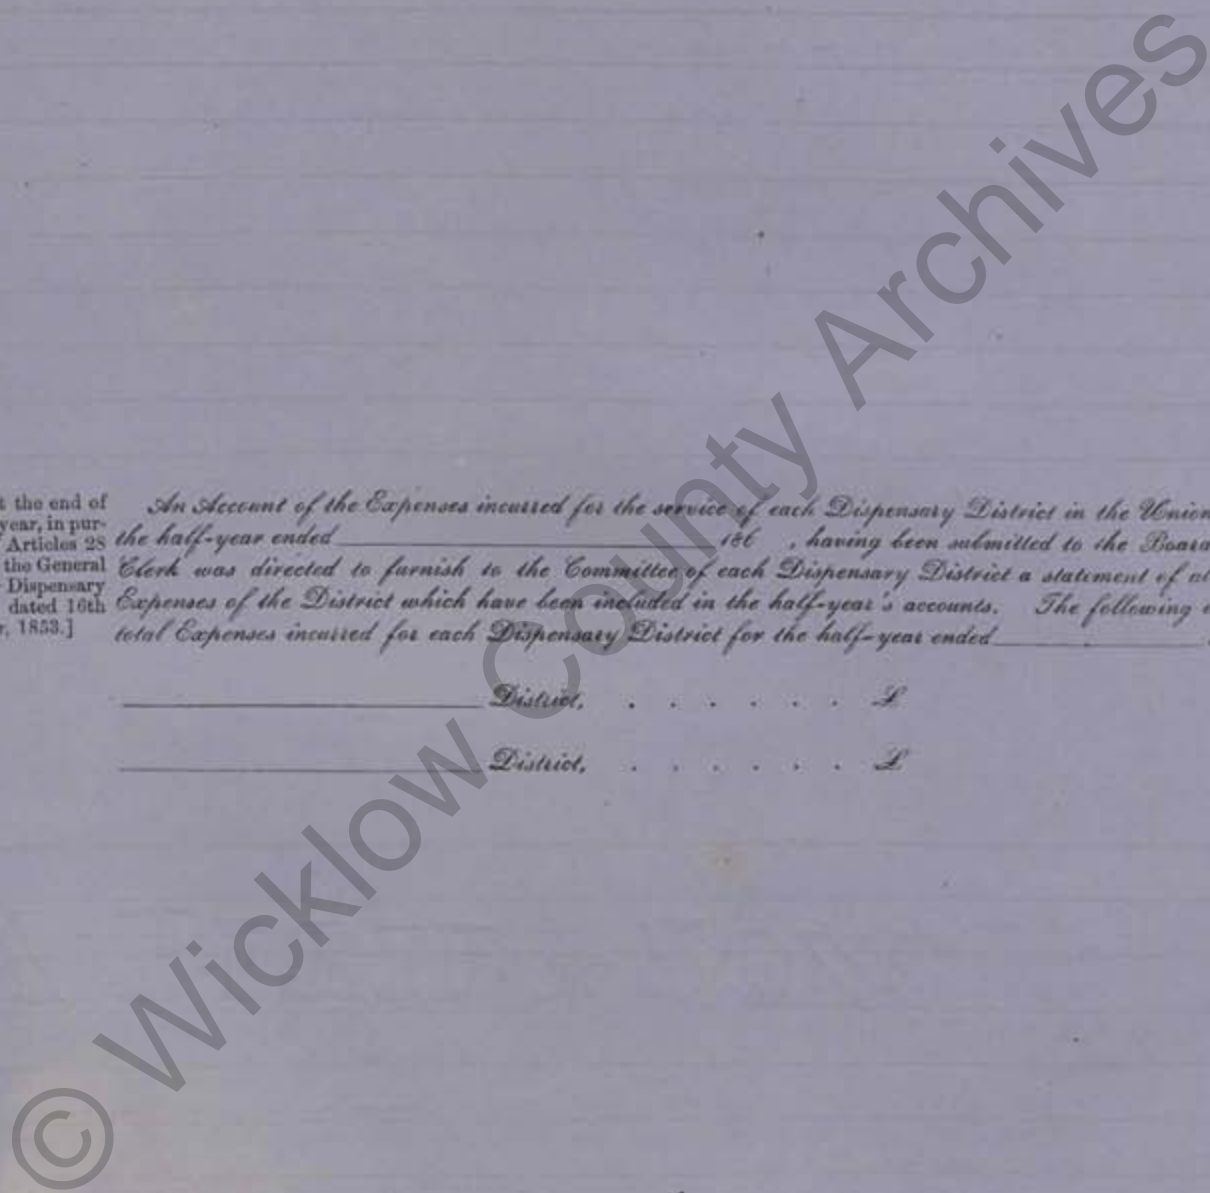 t the end of
year, in pur-
Articles 28
the General
Dispensary
dated 16th
r, 1853.]
An Account of the Expenses incurred for the service of each Dispensary District in the Union
the half-year ended 186 , having been submitted to the Board
Clerk was directed to furnish to the Committee of each Dispensary District a statement of al
Expenses of the District which have been included in the half-year's accounts. The following i
total Expenses incurred for each Dispensary District for the half-year ended
District, . . . . . . £
District, . . . . . . £
© Wicklow County Archives